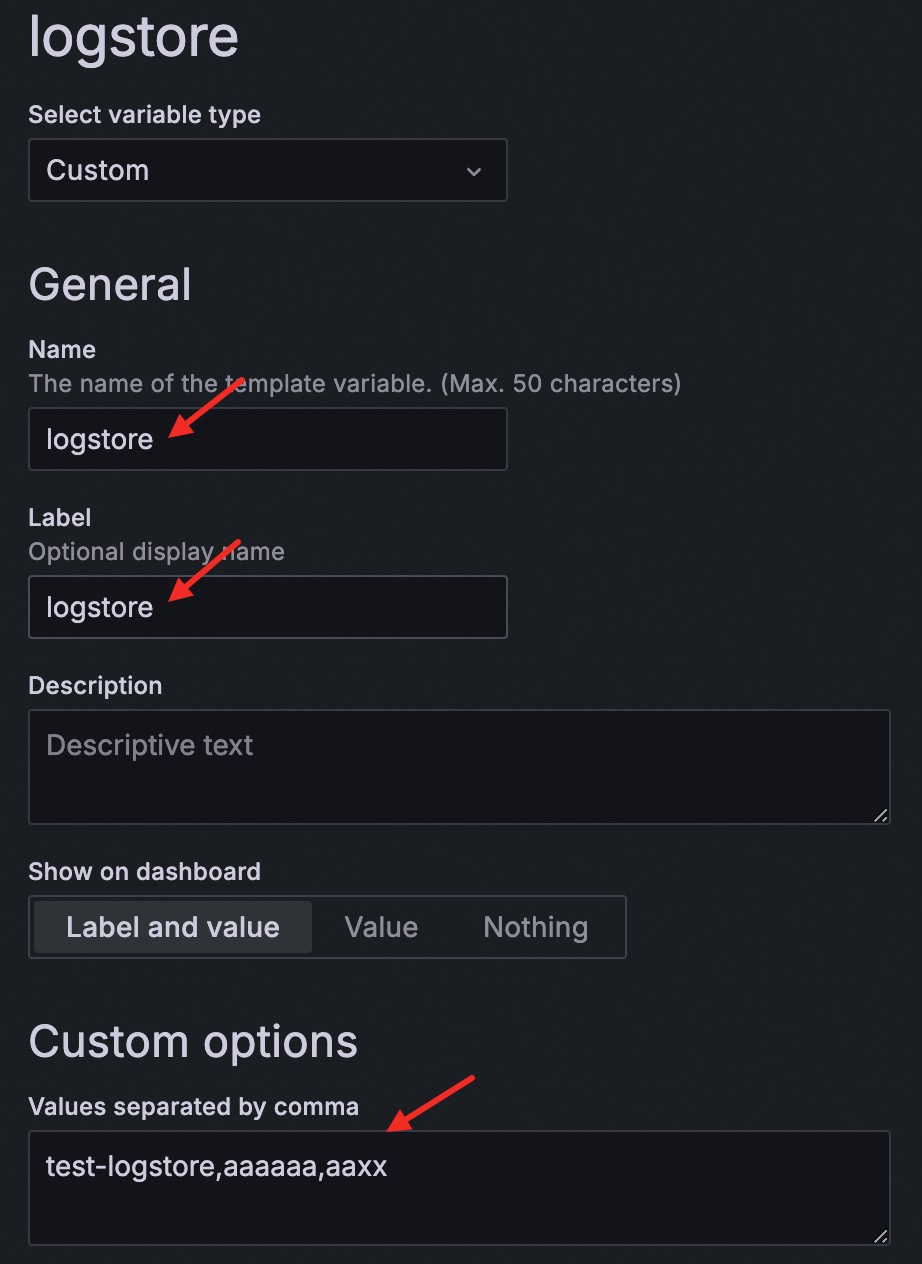 logstore
Select variable type
Custom
General
Name
The name of the template variable. (Max. 50 characters)
logstore
Label
Optional display name
logstore
Description
Descriptive text
Show on dashboard
Label and value Value Nothing
Custom options
Values separated by comma
test-logstore,aaaaaa,aaxx